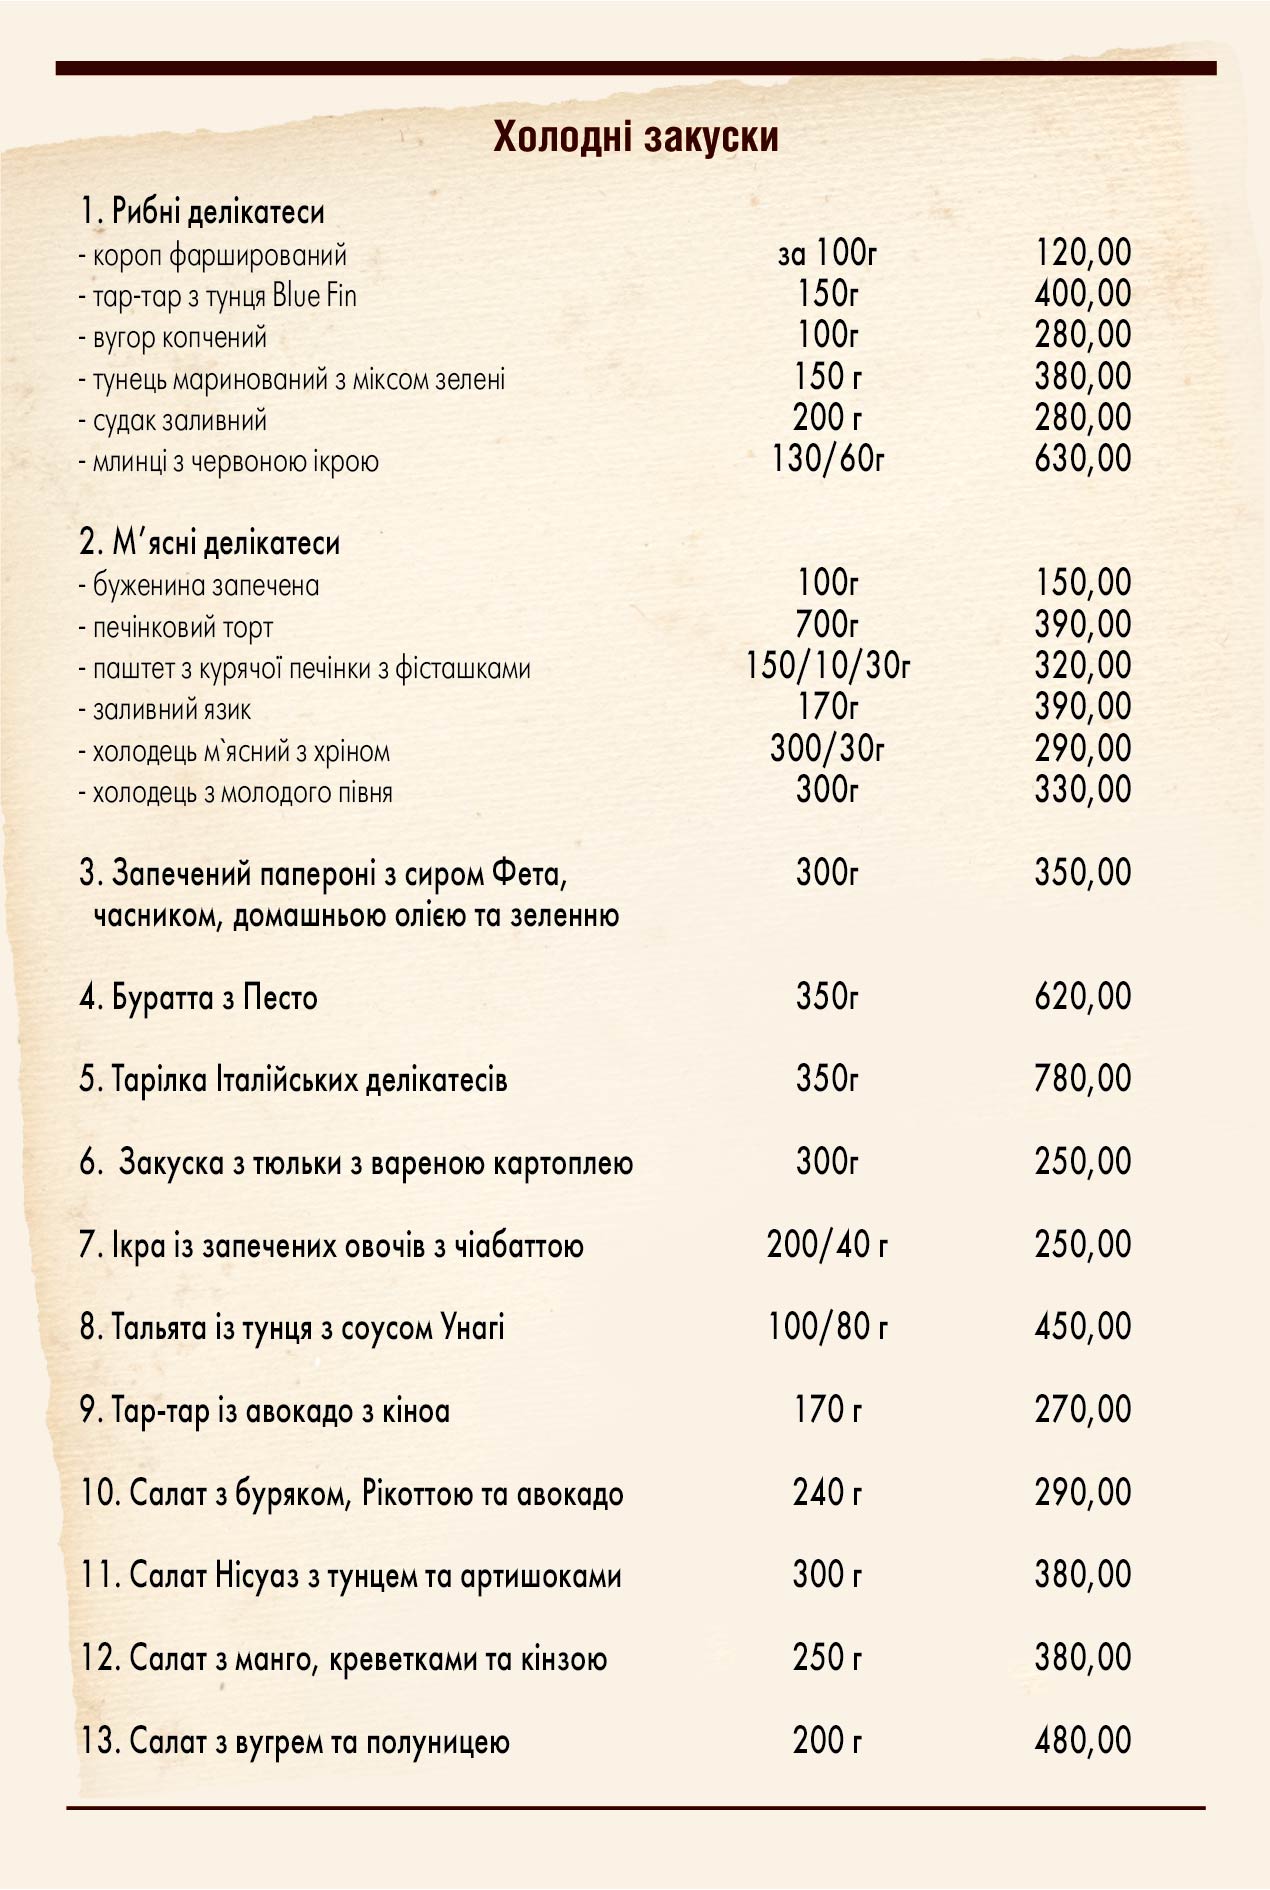 Холодні закуски
1. Рибні делікатеси
- короп фарширований за 100г 120,00
- тар-тар з тунця Blue Fin 150г 400,00
- вугор копчений 100г 280,00
- тунець маринований з міксом зелені 150 г 380,00
- судак заливний 200 г 280,00
- млинці з червоною ікрою 130/60г 630,00
2. М’ясні делікатеси
- буженина запечена 100г 150,00
- печінковий торт 700г 390,00
- паштет з курячої печінки з фісташками 150/10/30г 320,00
- заливний язик 170г 390,00
- холодець м`ясний з хріном 300/30г 290,00
- холодець з молодого півня 300г 330,00
3. Запечений папероні з сиром Фета, 300г 350,00
часником, домашньою олією та зеленню
4. Буратта з Песто 350г 620,00
5. Тарілка Італійських делікатесів 350г 780,00
6. Закуска з тюльки з вареною картоплею 300г 250,00
7. Ікра із запечених овочів з чіабаттою 200/40 г 250,00
8. Тальята із тунця з соусом Унагі 100/80 г 450,00
9. Тар-тар із авокадо з кіноа 170 г 270,00
10. Салат з буряком, Рікоттою та авокадо 240 г 290,00
11. Салат Нісуаз з тунцем та артишоками 300 г 380,00
12. Салат з манго, креветками та кінзою 250 г 380,00
13. Салат з вугрем та полуницею 200 г 480,00